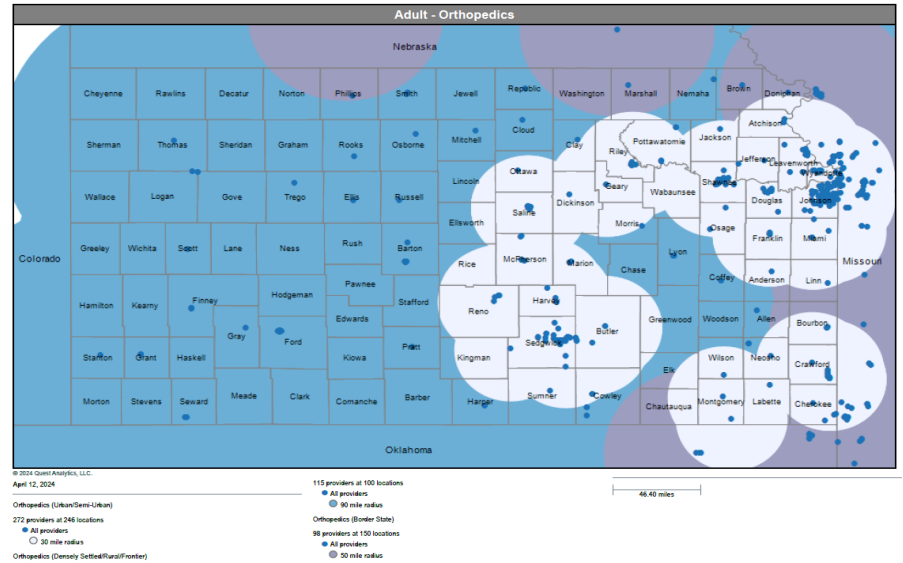 Adult - Orthopedics
Nebraska
Cheyenne Rawlins Decatur Norton Phillips Smith Jewell Republic Washington Marshall Nemaha Brown Doniphan
Atchison
Sherman Thomas Sheridan Graham Rooks Osborne Mitchell Cloud Clay Riley Pottawatomie Jackson
Jefferson Leavenworth
Wyandotte
Wallace Logan Gove Trego Ellis Russell Lincoln Ottawa Geary Wabaunsee Shawnee
Saline Dickinson Morris Douglas Johnson
Ellsworth Osage
Greeley Wichita Scott Lane Ness Rush Barton McPherson Marion Lyon Franklin Miami
Colorado Missouri
Rice Chase Coffey Anderson Linn
Hamilton Kearny Finney Hodgeman Pawnee Stafford Reno Harvey
Gray Ford Edwards Greenwood Woodson Allen Bourbon
Butler
Stanton Grant Haskell Kiowa Pratt Kingman Sedgwick Wilson Neosho Crawford
Elk
Morton Stevens Seward Meade Clark Comanche Barber Harper Sumner Cowley Chautauqua Montgomery Labette Cherokee
Oklahoma
© 2024 Quest Analytics, LLC.
April 12, 2024
Orthopedics (Urban/Semi-Urban)
272 providers at 246 locations
All providers
30 mile radius
Orthopedics (Densely Settled/Rural/Frontier)
115 providers at 100 locations
All providers
90 mile radius
Orthopedics (Border State)
98 providers at 150 locations
All providers
50 mile radius
46.40 miles